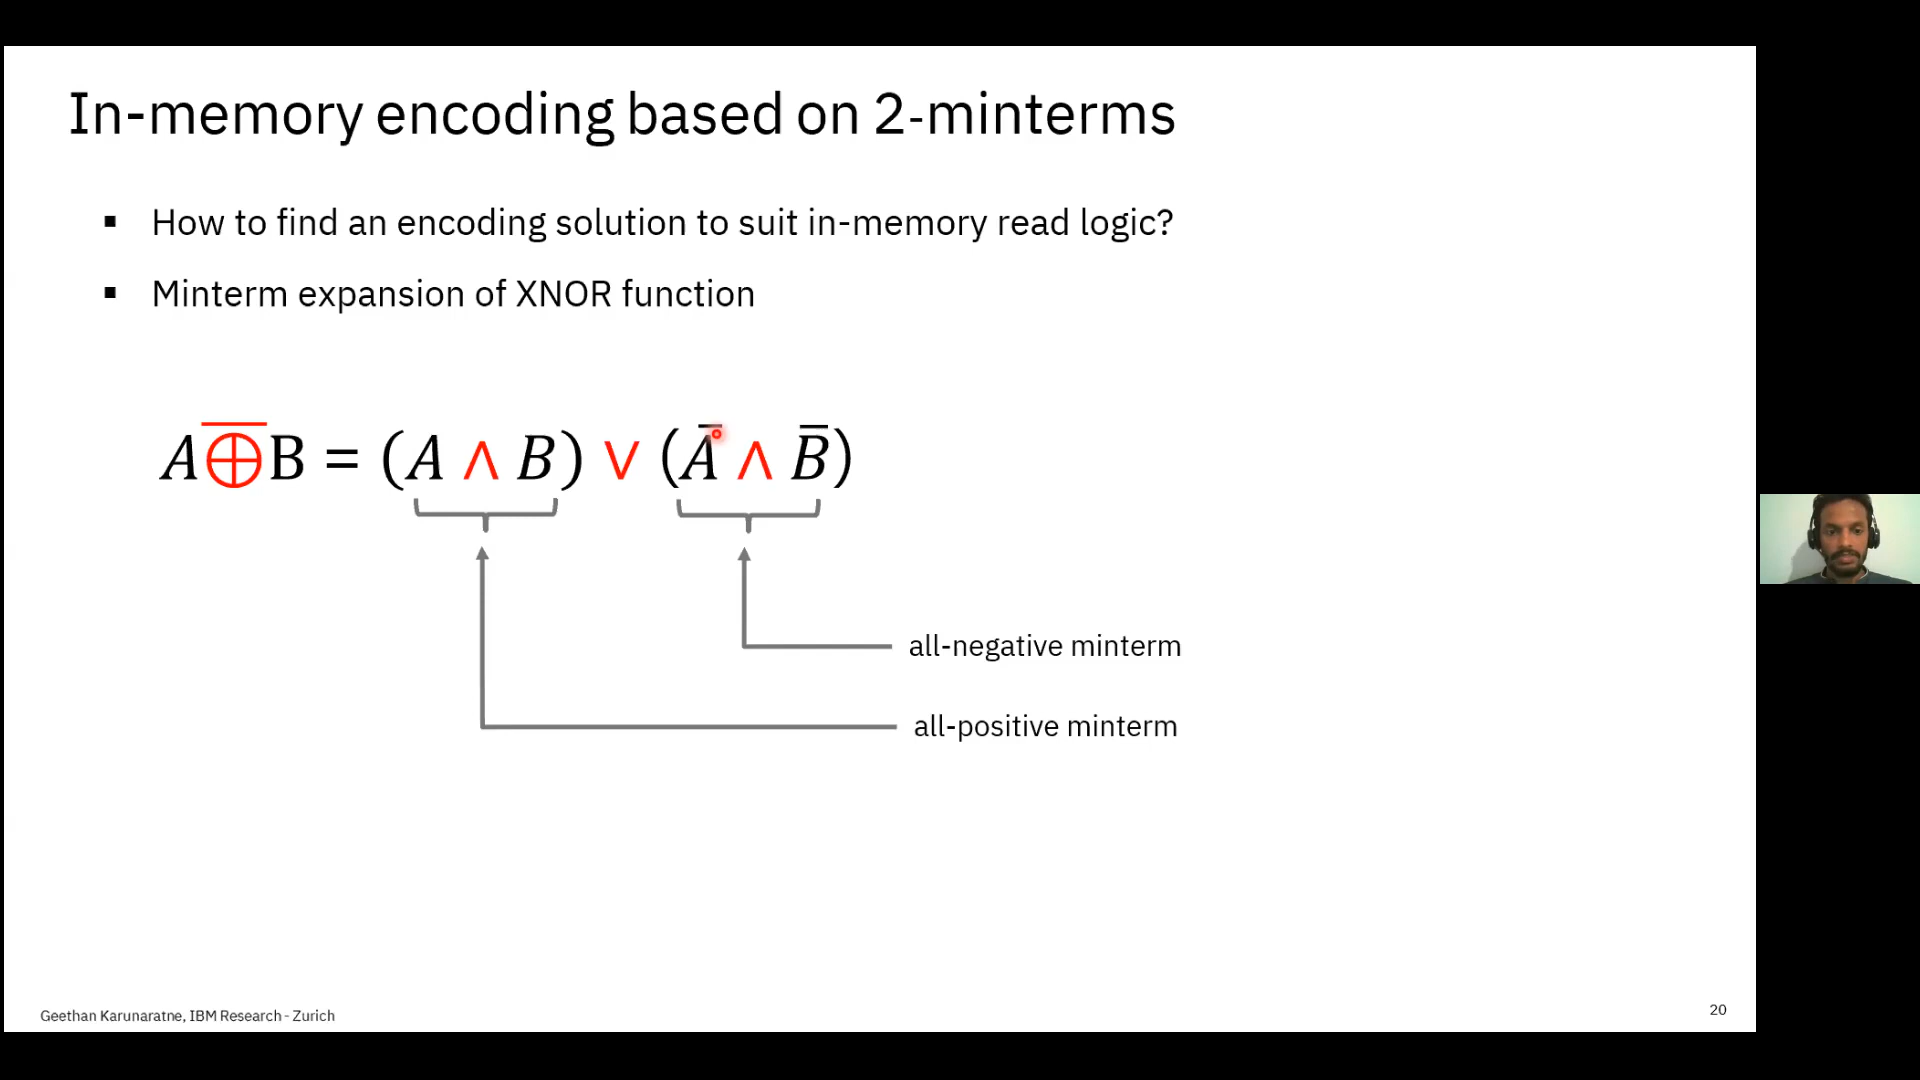 In-memory encoding based on 2-minterms
▪ How to find an encoding solution to suit in-memory read logic?
▪ Minterm expansion of XNOR function
A ⊕̅ B = (A ∧ B) ∨ (A̅ ∧ B̅)
all-negative minterm
all-positive minterm
Geethan Karunaratne, IBM Research - Zurich
20